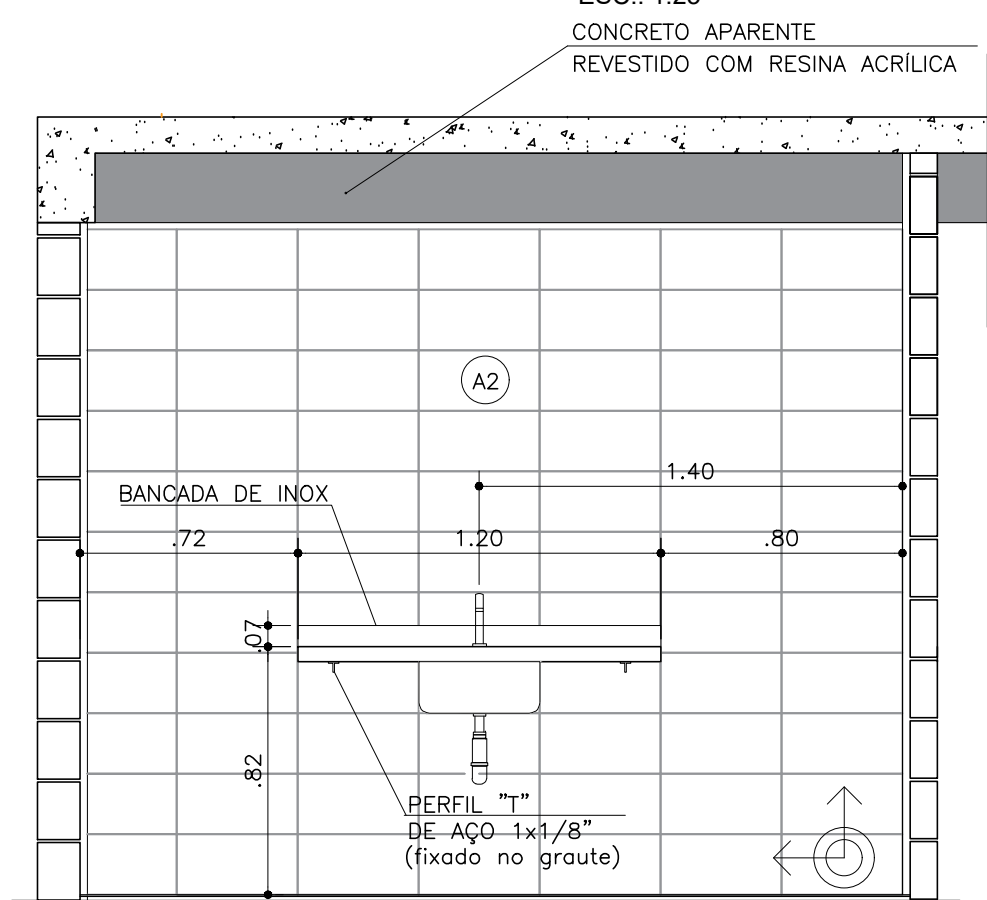 CONCRETO APARENTE
REVESTIDO COM RESINA ACRÍLICA
A2
1.40
BANCADA DE INOX
.72
1.20
.80
.07
.82
PERFIL "T"
DE AÇO 1x1/8"
(fixado no graute)